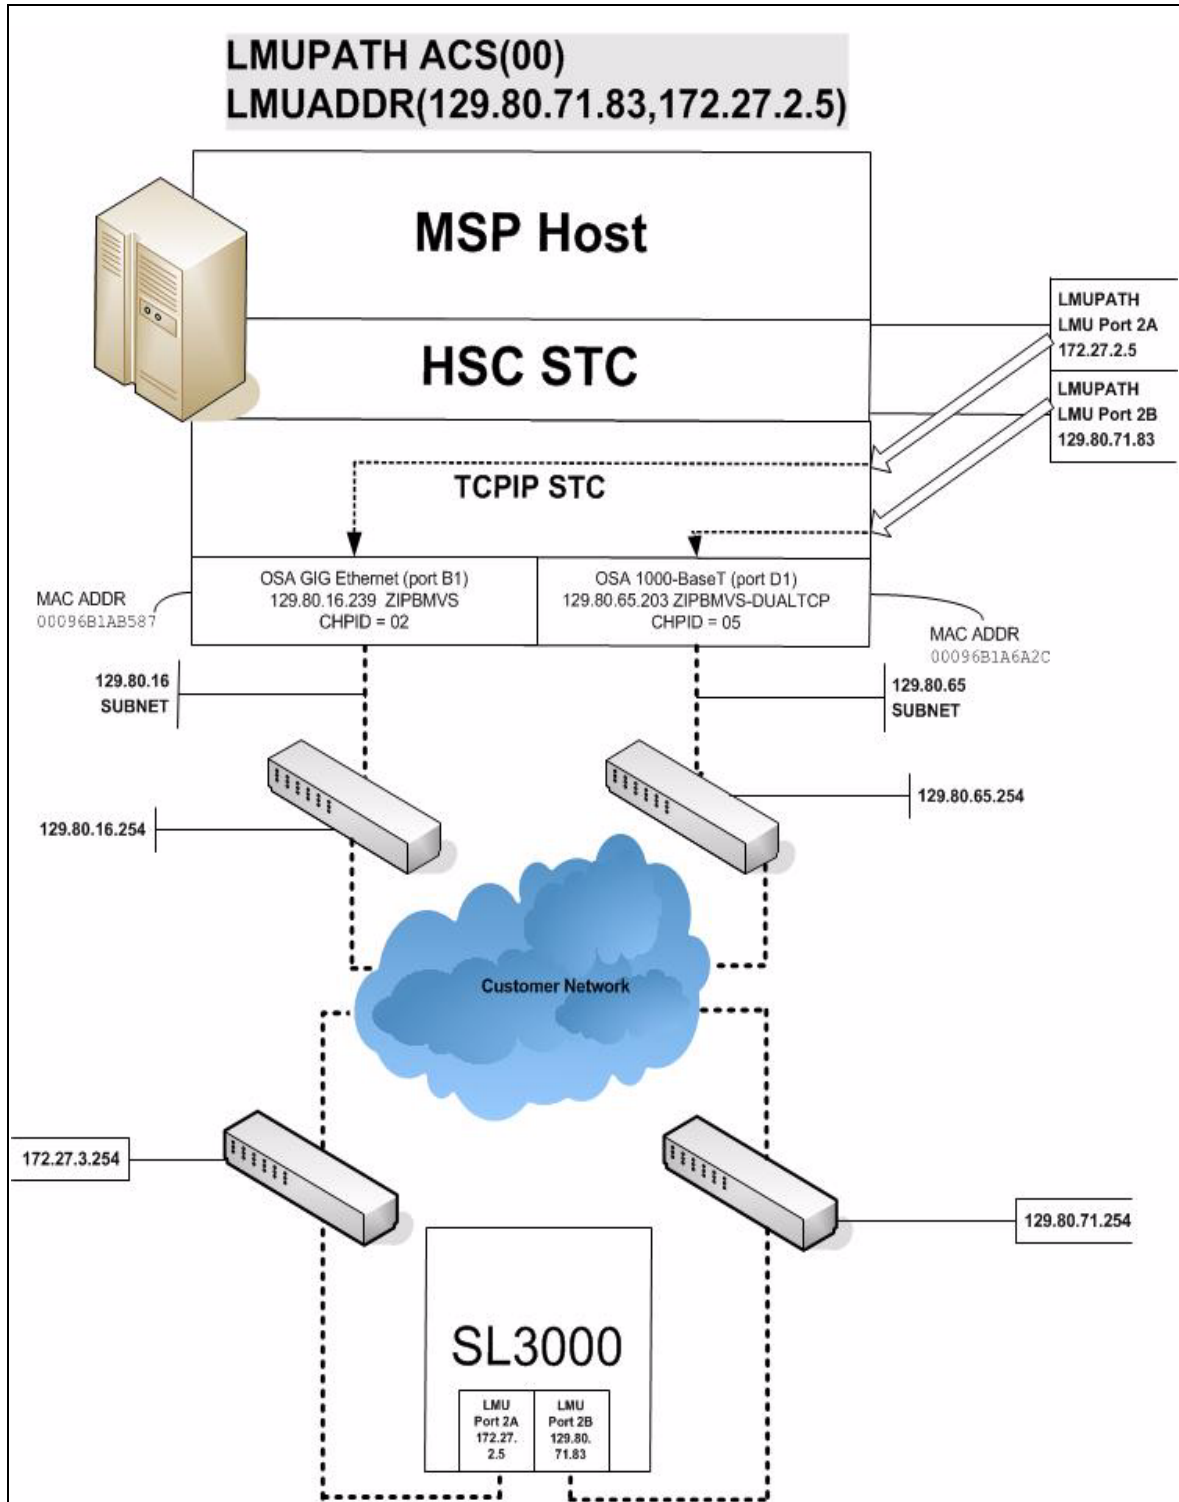 LMUPATH ACS(00)
LMUADDR(129.80.71.83,172.27.2.5)
MSP Host
HSC STC
LMUPATH
LMU Port 2A
172.27.2.5
LMUPATH
LMU Port 2B
129.80.71.83
TCPIP STC
OSA GIG Ethernet (port B1)
129.80.16.239 ZIPBMVS
CHPID = 02
OSA 1000-BaseT (port D1)
129.80.65.203 ZIPBMVS-DUALTCP
CHPID = 05
MAC ADDR
00096B1AB587
MAC ADDR
00096B1A6A2C
129.80.16
SUBNET
129.80.65
SUBNET
129.80.16.254
129.80.65.254
Customer Network
172.27.3.254
129.80.71.254
SL3000
LMU
Port 2A
172.27.
2.5
LMU
Port 2B
129.80.
71.83